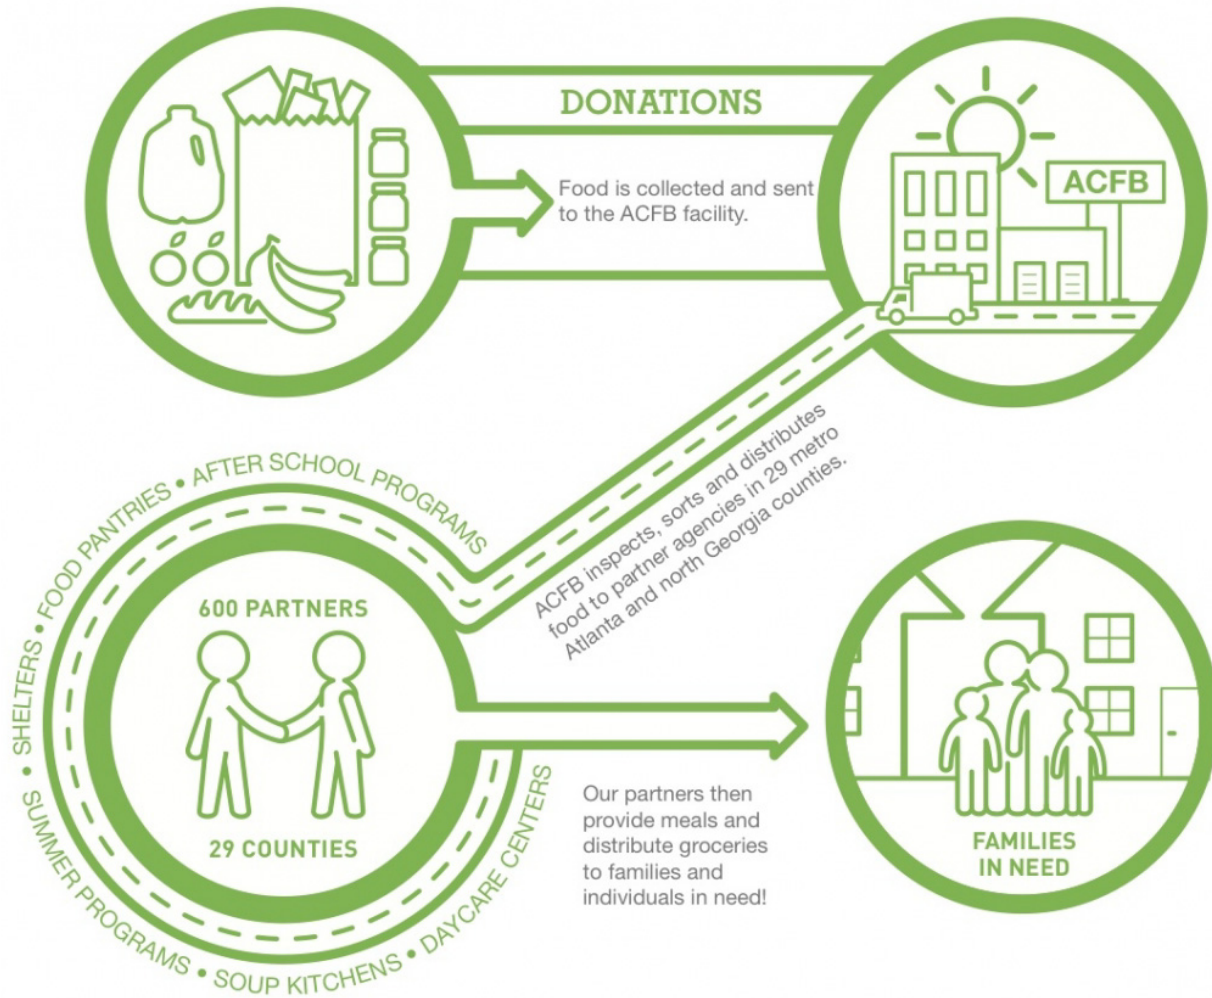 DONATIONS
Food is collected and sent
to the ACFB facility.
ACFB
ACFB inspects, sorts and distributes
food to partner agencies in 29 metro
Atlanta and north Georgia counties.
AFTER SCHOOL PROGRAMS • FOOD PANTRIES • SHELTERS • SUMMER PROGRAMS • SOUP KITCHENS • DAYCARE CENTERS
600 PARTNERS
29 COUNTIES
Our partners then
provide meals and
distribute groceries
to families and
individuals in need!
FAMILIES
IN NEED